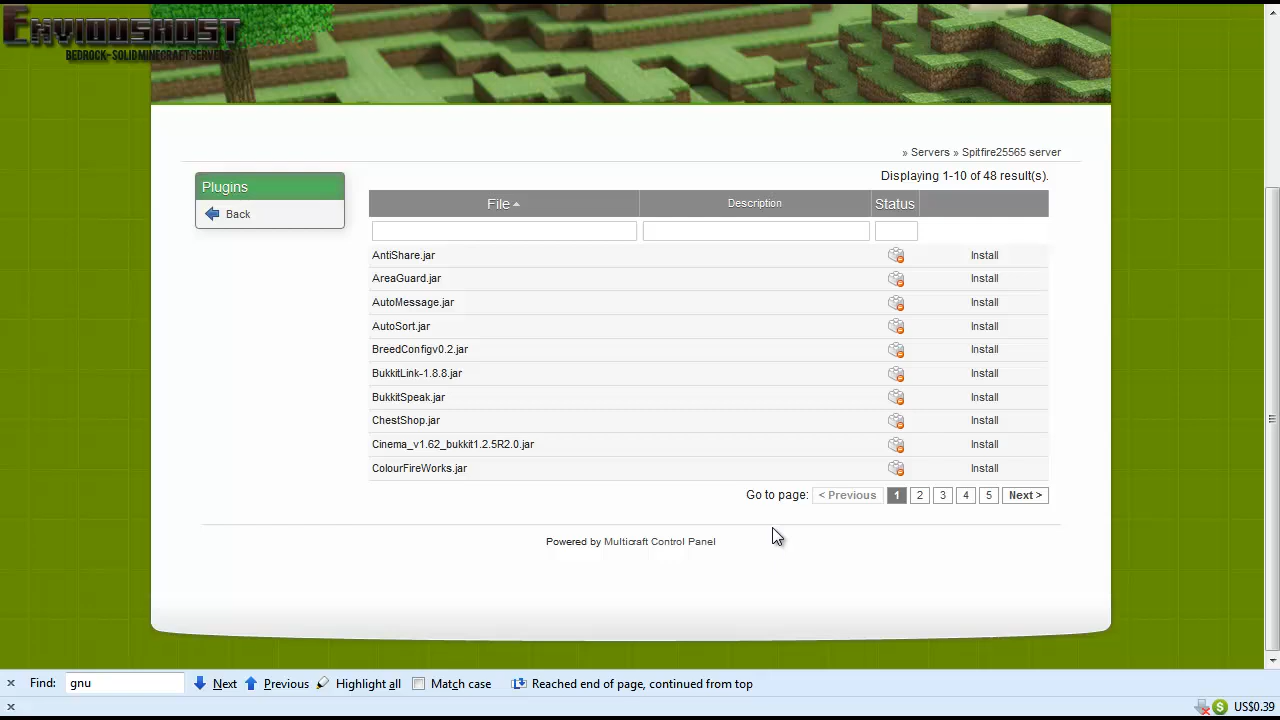 ENVIOUSHOST
BEDROCK-SOLID MINECRAFT SERVERS
» Servers » Spitfire25565 server
Displaying 1-10 of 48 result(s).
Plugins
Back
File Description Status
AntiShare.jar Install
AreaGuard.jar Install
AutoMessage.jar Install
AutoSort.jar Install
BreedConfigv0.2.jar Install
BukkitLink-1.8.8.jar Install
BukkitSpeak.jar Install
ChestShop.jar Install
Cinema_v1.62_bukkit1.2.5R2.0.jar Install
ColourFireWorks.jar Install
Go to page: < Previous 1 2 3 4 5 Next >
Powered by Multicraft Control Panel
Find: gnu Next Previous Highlight all Match case Reached end of page, continued from top
US$0.39